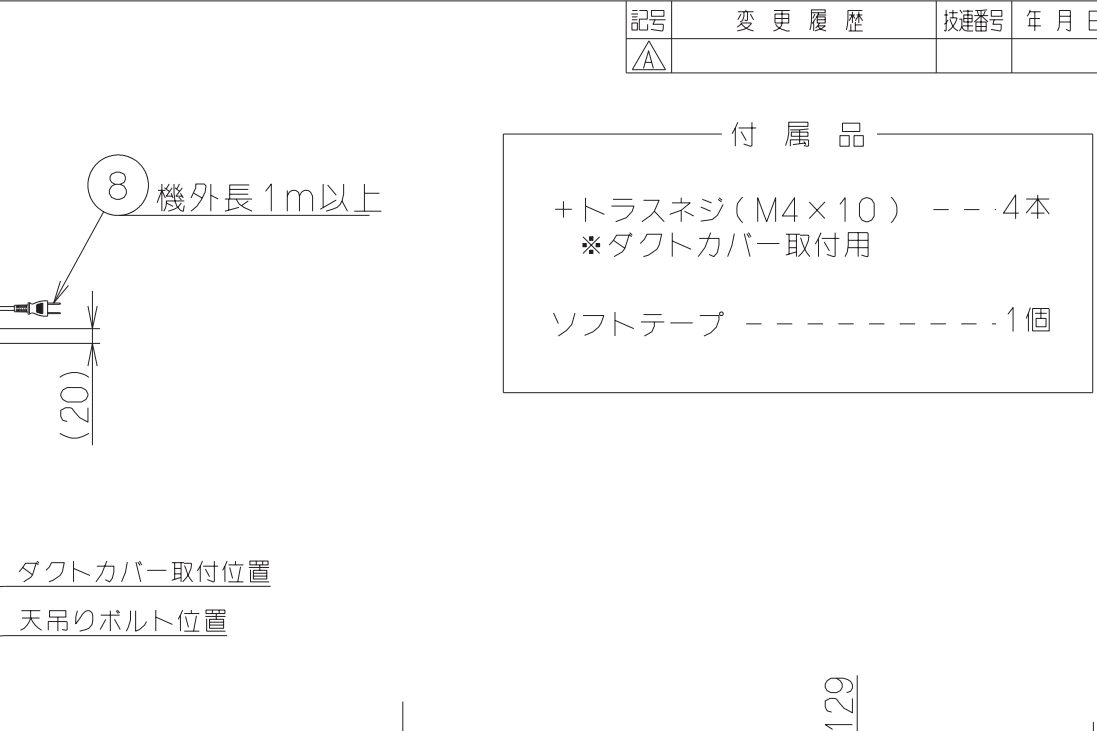 記号 変更履歴 技連番号 年月日
A
付属品
8 機外長1m以上
+トラスネジ(M4×10) ---4本
※ダクトカバー取付用
ソフトテープ ---------1個
(20)
ダクトカバー取付位置
天吊りボルト位置
129